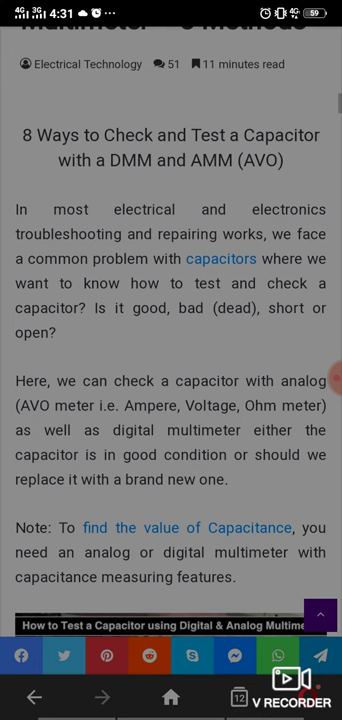 4G 3G 4:31 4G 59
Multimeter – 8 Methods
Electrical Technology 51 11 minutes read
8 Ways to Check and Test a Capacitor
with a DMM and AMM (AVO)
In most electrical and electronics
troubleshooting and repairing works, we face
a common problem with capacitors where we
want to know how to test and check a
capacitor? Is it good, bad (dead), short or
open?
Here, we can check a capacitor with analog
(AVO meter i.e. Ampere, Voltage, Ohm meter)
as well as digital multimeter either the
capacitor is in good condition or should we
replace it with a brand new one.
Note: To find the value of Capacitance, you
need an analog or digital multimeter with
capacitance measuring features.
How to Test a Capacitor using Digital & Analog Multime
12
V RECORDER